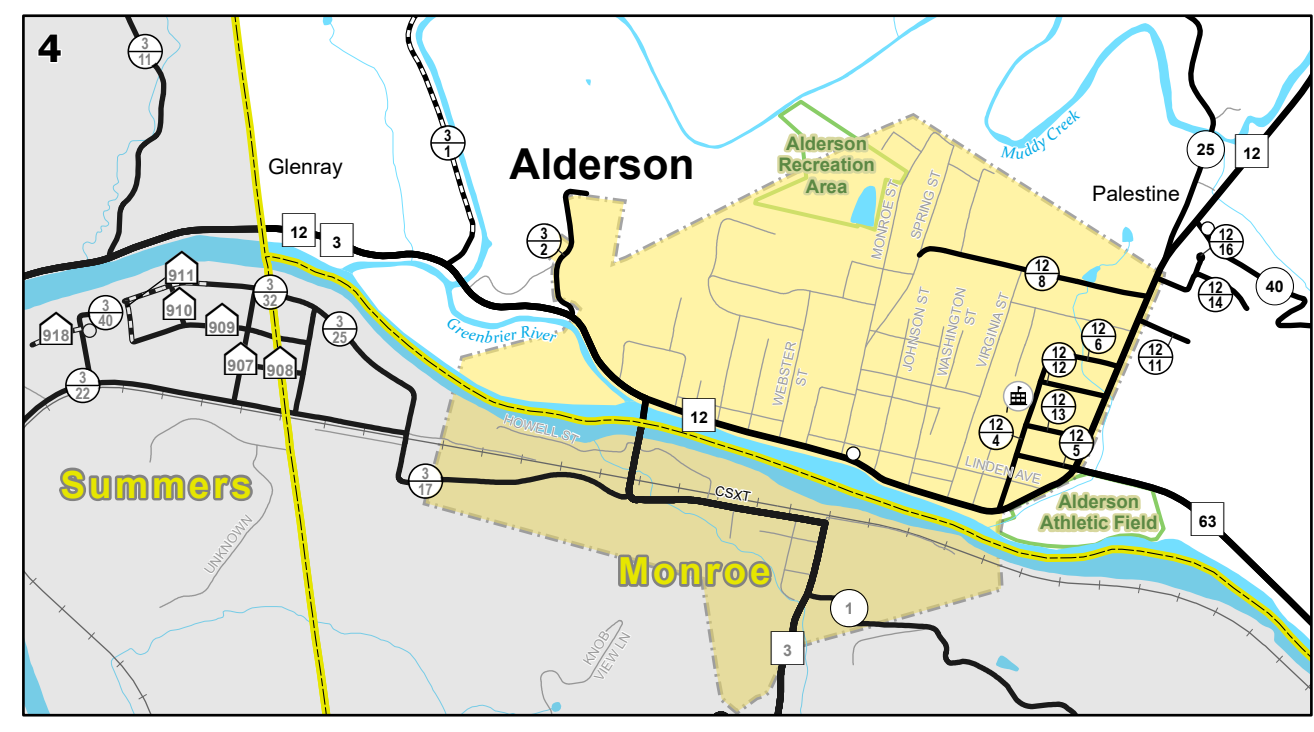 4
3
11
3
1
25
12
Muddy Creek
Glenray
Alderson
Alderson
Recreation
Area
Palestine
12
3
3
2
MONROE ST
SPRING ST
12
16
12
8
12
14
40
911
3
32
910
3
40
909
918
3
25
907
908
3
22
Greenbrier River
WEBSTER
ST
JOHNSON ST
WASHINGTON
ST
VIRGINIA ST
12
6
12
12
12
11
12
13
12
4
12
5
12
HOWELL ST
LINDEN AVE
Summers
3
17
CSXT
Alderson
Athletic Field
63
UNKNOWN
Monroe
1
KNOB-
VIEW LN
3